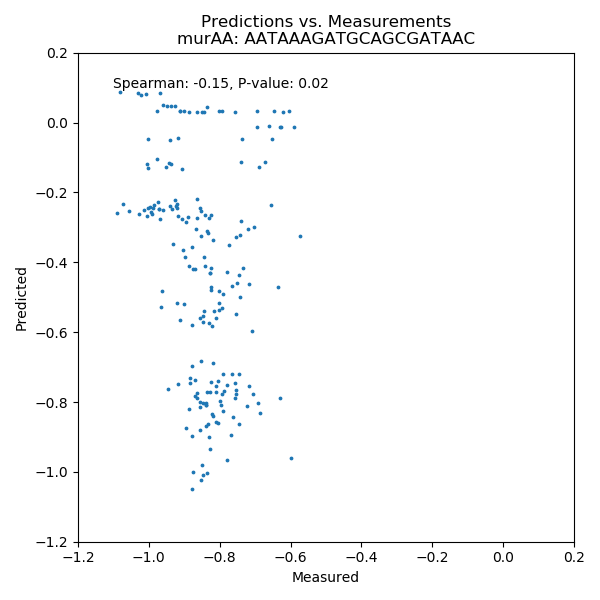 Predictions vs. Measurements
murAA: AATAAAGATGCAGCGATAAC
Spearman: -0.15, P-value: 0.02
0.2
0.0
−0.2
−0.4
−0.6
−0.8
−1.0
−1.2
Predicted
−1.2 −1.0 −0.8 −0.6 −0.4 −0.2 0.0 0.2
Measured